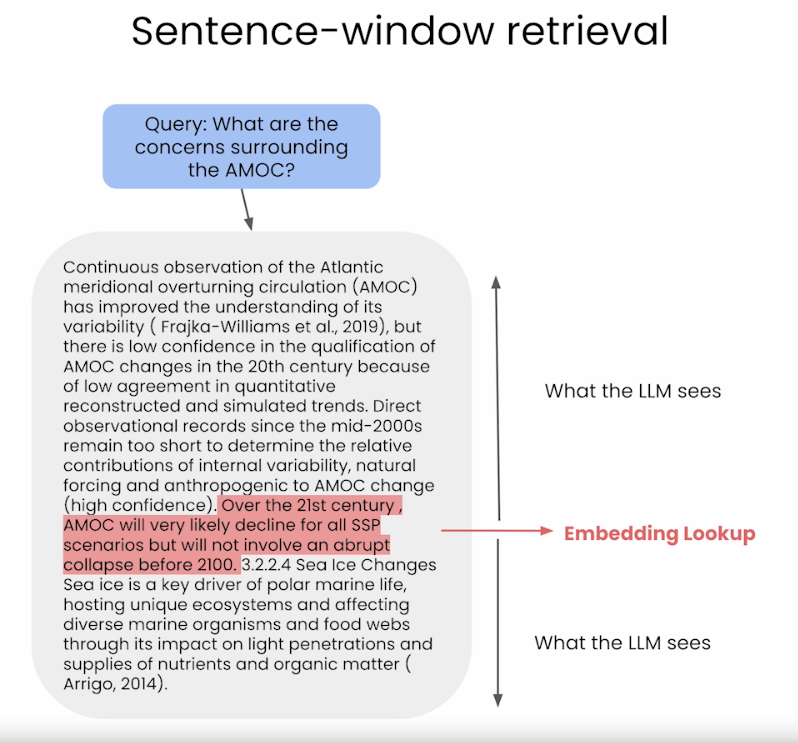 Sentence-window retrieval
Query: What are the
concerns surrounding
the AMOC?
Continuous observation of the Atlantic
meridional overturning circulation (AMOC)
has improved the understanding of its
variability ( Frajka-Williams et al., 2019), but
there is low confidence in the qualification of
AMOC changes in the 20th century because
of low agreement in quantitative
reconstructed and simulated trends. Direct
observational records since the mid-2000s
remain too short to determine the relative
contributions of internal variability, natural
forcing and anthropogenic to AMOC change
(high confidence). Over the 21st century ,
AMOC will very likely decline for all SSP
scenarios but will not involve an abrupt
collapse before 2100. 3.2.2.4 Sea Ice Changes
Sea ice is a key driver of polar marine life,
hosting unique ecosystems and affecting
diverse marine organisms and food webs
through its impact on light penetrations and
supplies of nutrients and organic matter (
Arrigo, 2014).
What the LLM sees
Embedding Lookup
What the LLM sees